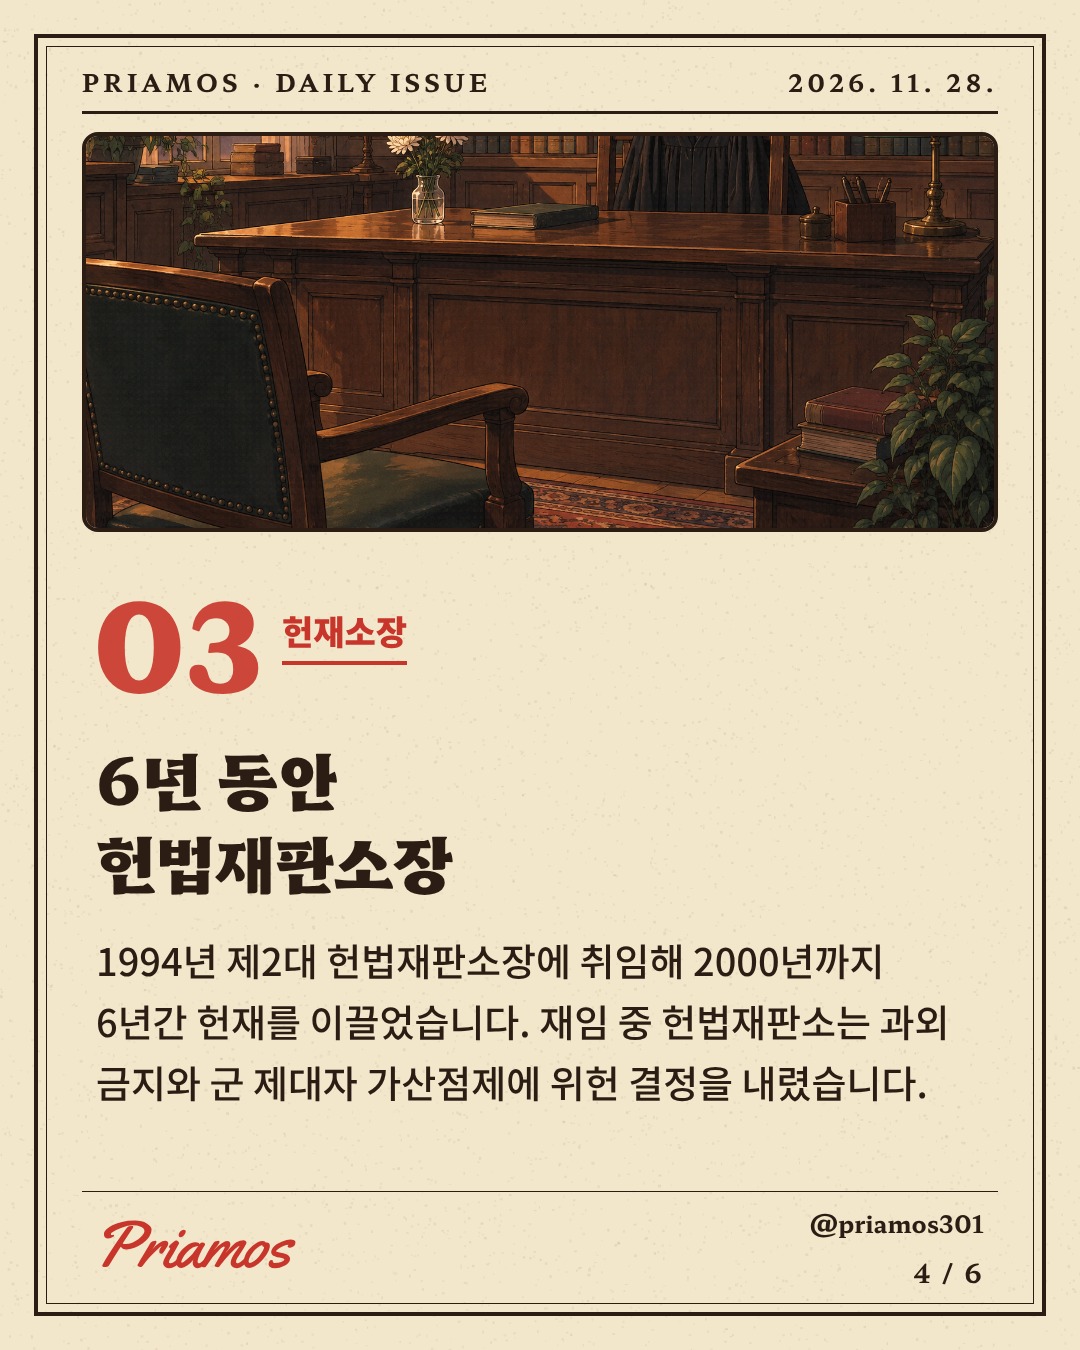 PRIAMOS · DAILY ISSUE
2026. 11. 28.
03
헌재소장
6년 동안
헌법재판소장
1994년 제2대 헌법재판소장에 취임해 2000년까지
6년간 헌재를 이끌었습니다. 재임 중 헌법재판소는 과외
금지와 군 제대자 가산점제에 위헌 결정을 내렸습니다.
Priamos
@priamos301
4 / 6